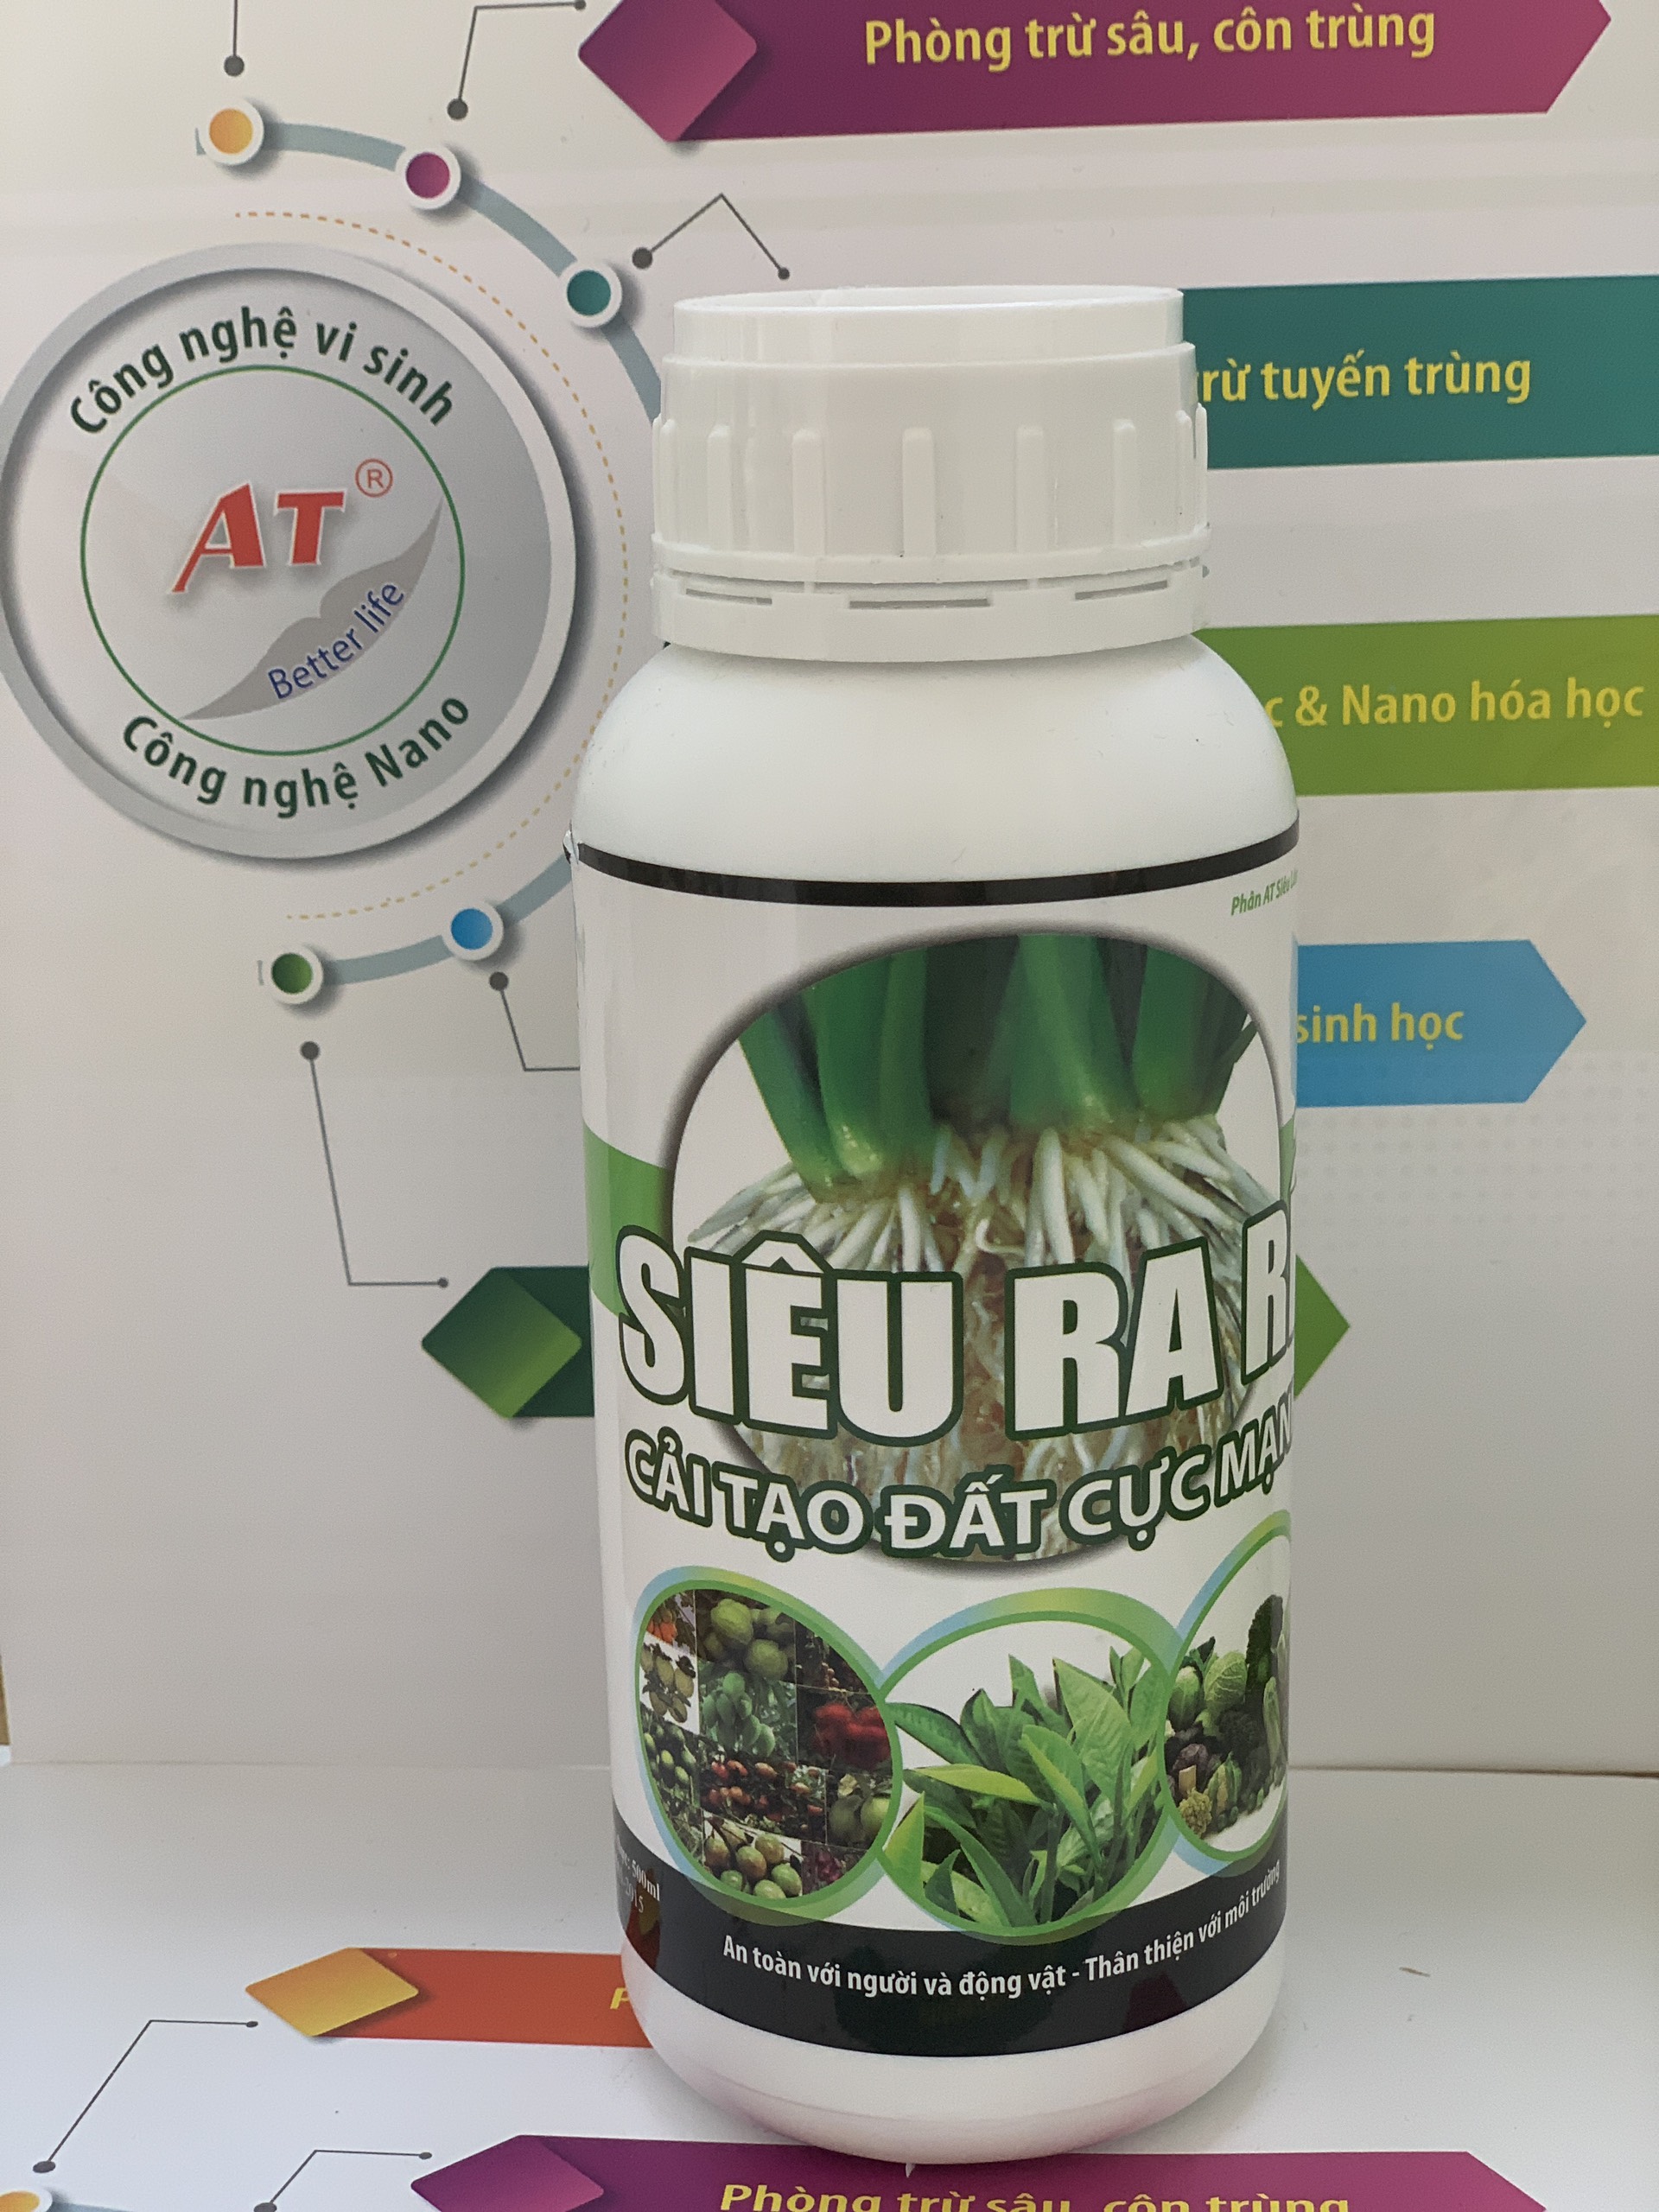 Phòng trừ sâu, côn trùng
trừ tuyến trùng
Công nghệ vi sinh
AT®
Better life
Công nghệ Nano
& Nano hóa học
sinh học
Phân AT Siêu
SIÊU RA
CẢI TẠO ĐẤT CỰC
500ml
2015
An toàn với người và động vật - Thân thiện với môi trường
Phòng trừ sâu, côn trùng